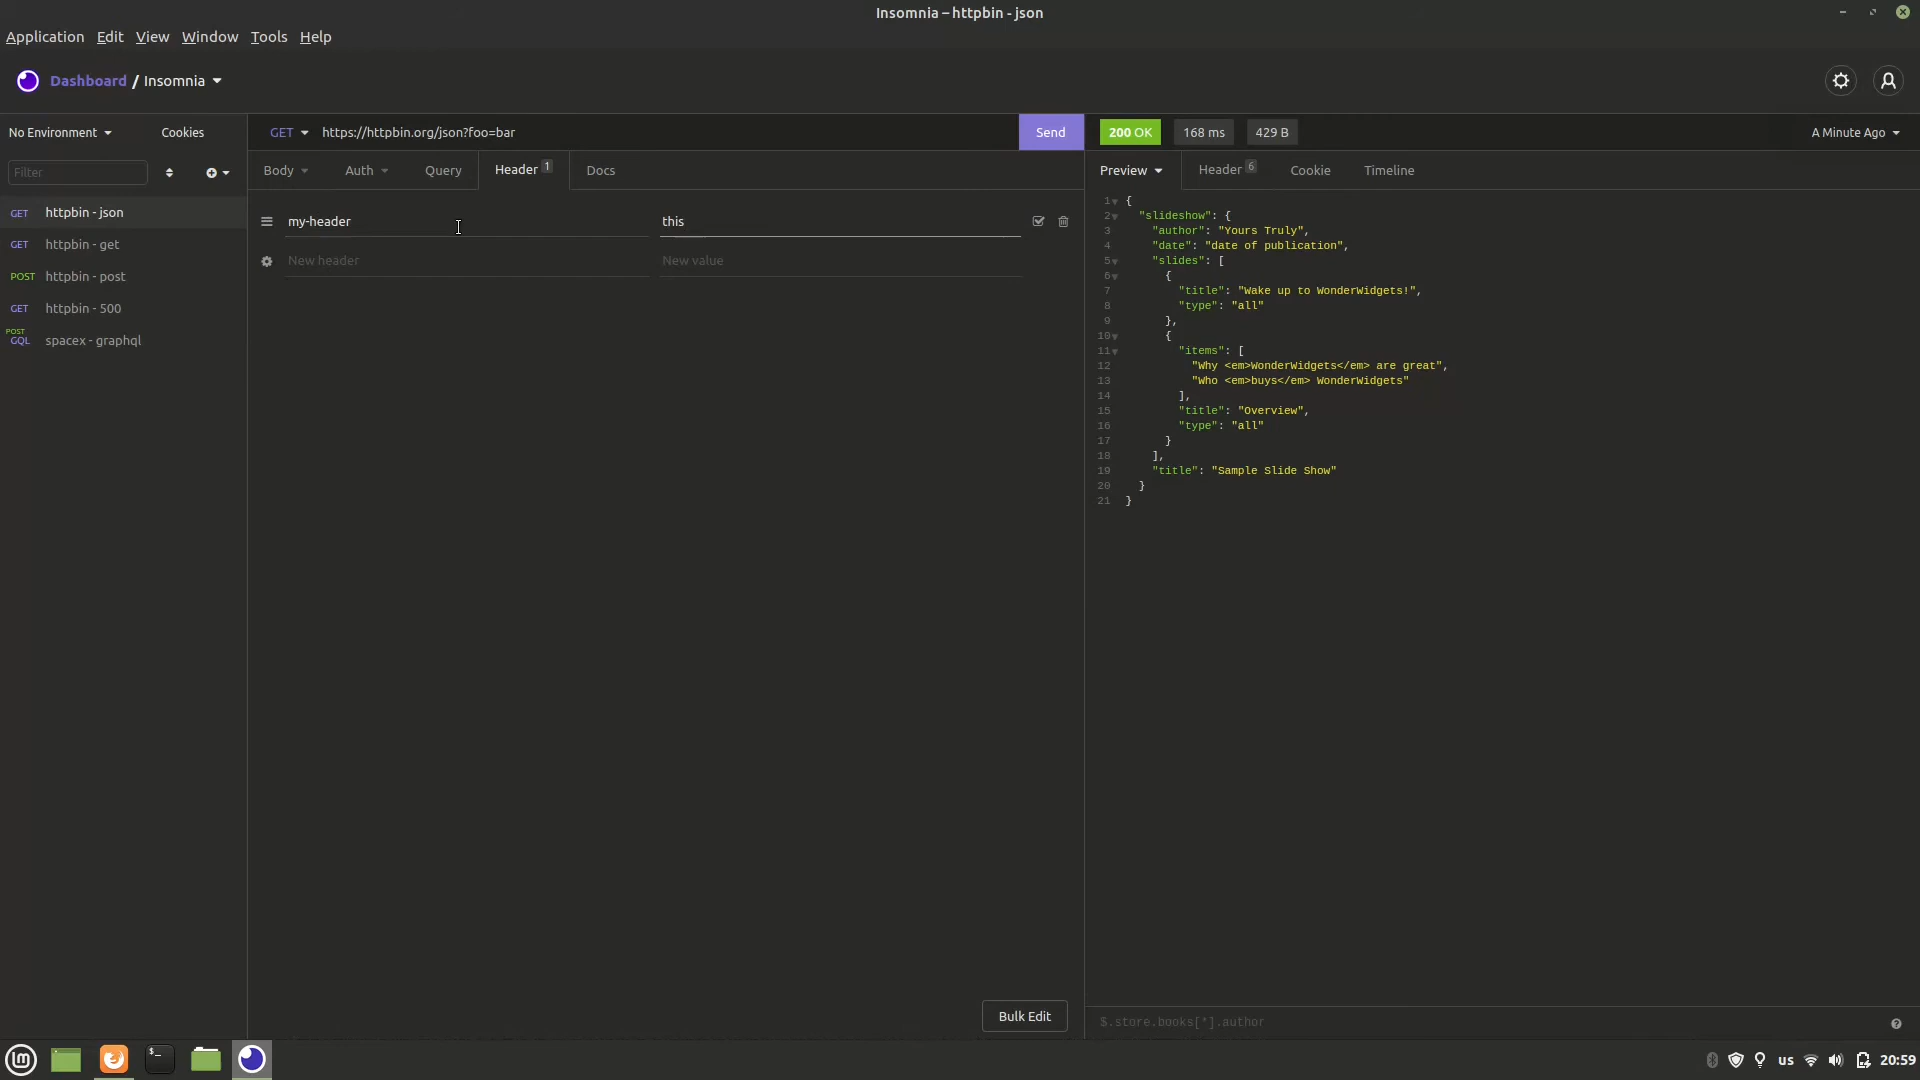 Insomnia – httpbin - json
Application Edit View Window Tools Help
Dashboard / Insomnia
No Environment Cookies
GET https://httpbin.org/json?foo=bar Send
200 OK 168 ms 429 B A Minute Ago
Filter
Body Auth Query Header 1 Docs
Preview Header 6 Cookie Timeline
GET httpbin - json
GET httpbin - get
POST httpbin - post
GET httpbin - 500
POST
GQL spacex - graphql
my-header this
New header New value
Bulk Edit
1 {
2 "slideshow": {
3 "author": "Yours Truly",
4 "date": "date of publication",
5 "slides": [
6 {
7 "title": "Wake up to WonderWidgets!",
8 "type": "all"
9 },
10 {
11 "items": [
12 "Why <em>WonderWidgets</em> are great",
13 "Who <em>buys</em> WonderWidgets"
14 ],
15 "title": "Overview",
16 "type": "all"
17 }
18 ],
19 "title": "Sample Slide Show"
20 }
21 }
$.store.books[*].author
us 20:59